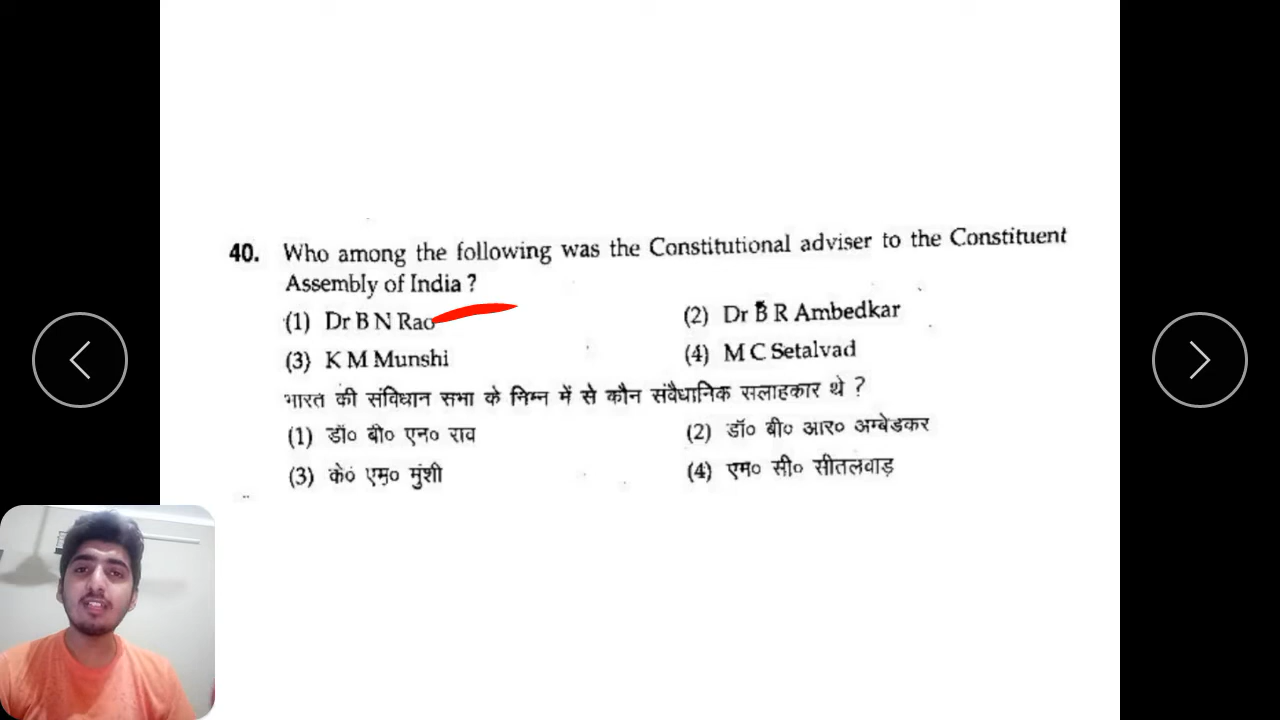 40. Who among the following was the Constitutional adviser to the Constituent
Assembly of India ?
(1) Dr B N Rao (2) Dr B R Ambedkar
(3) K M Munshi (4) M C Setalvad
भारत की संविधान सभा के निम्न में से कौन संवैधानिक सलाहकार थे ?
(1) डॉ० बी० एन० राव (2) डॉ० बी० आर० अम्बेडकर
(3) के० एम० मुंशी (4) एम० सी० सीतलवाड़